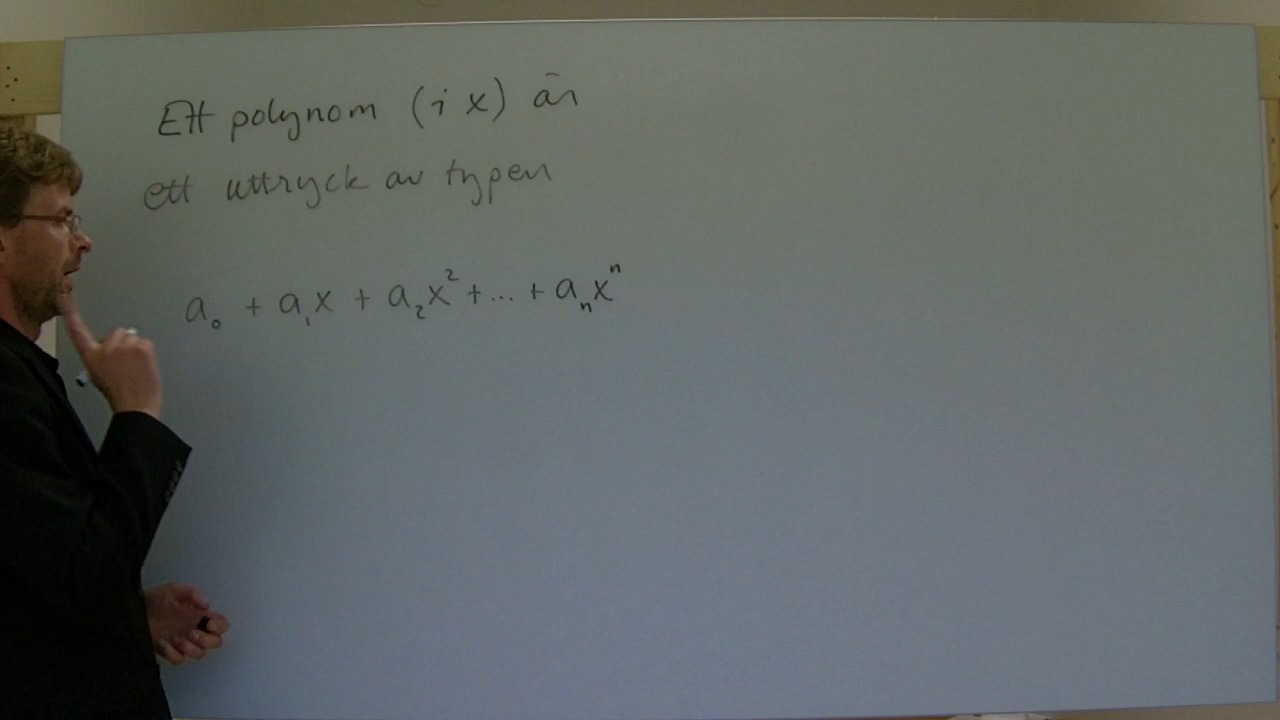 Ett polynom (i x) är
ett uttryck av typen
a₀ + a₁x + a₂x² + ... + aₙxⁿ